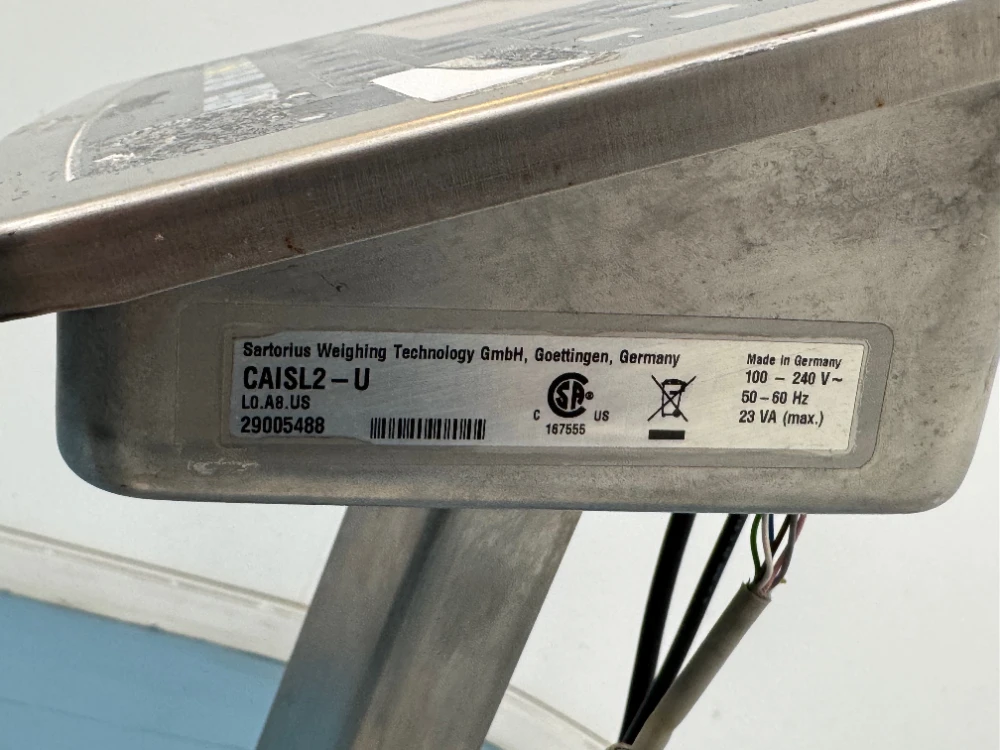 Sartorius Weighing Technology GmbH, Goettingen, Germany
CAISL2-U
L0.A8.US
29005488
C SA® US
167555
Made in Germany
100 - 240 V~
50-60 Hz
23 VA (max.)